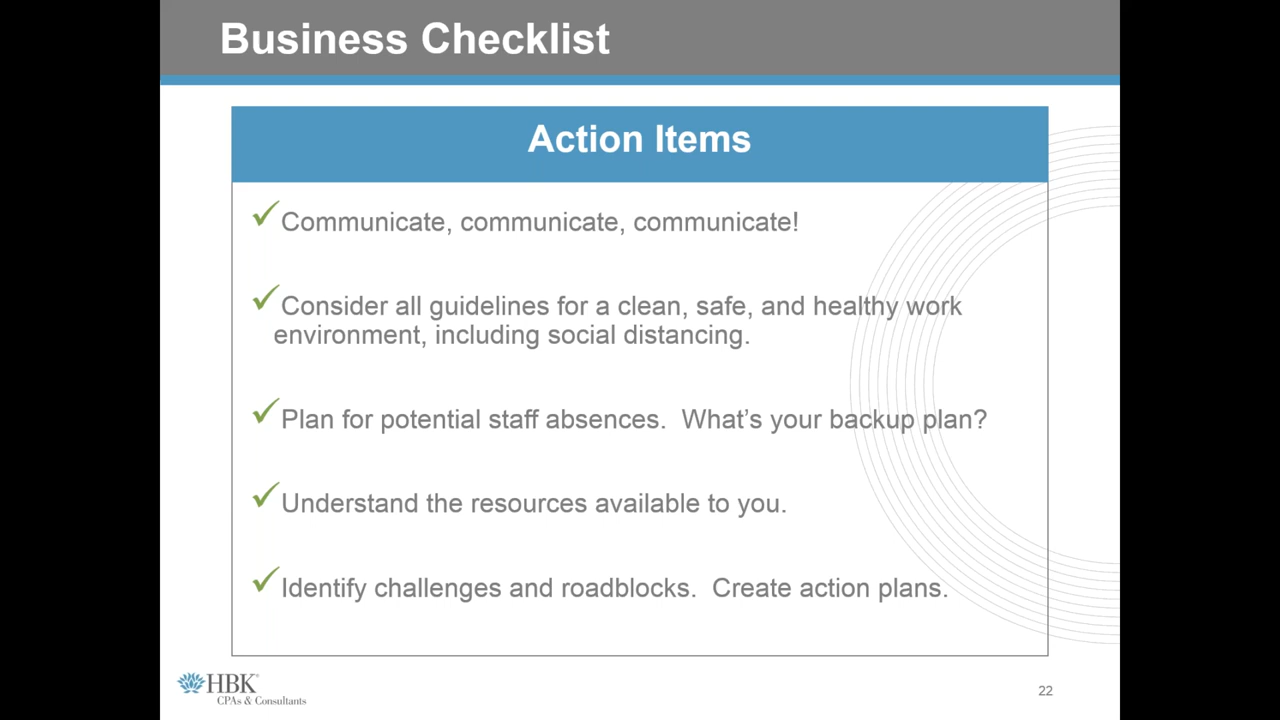 Business Checklist
Action Items
Communicate, communicate, communicate!
Consider all guidelines for a clean, safe, and healthy work
environment, including social distancing.
Plan for potential staff absences.  What’s your backup plan?
Understand the resources available to you.
Identify challenges and roadblocks.  Create action plans.
HBK®
CPAs & Consultants
22